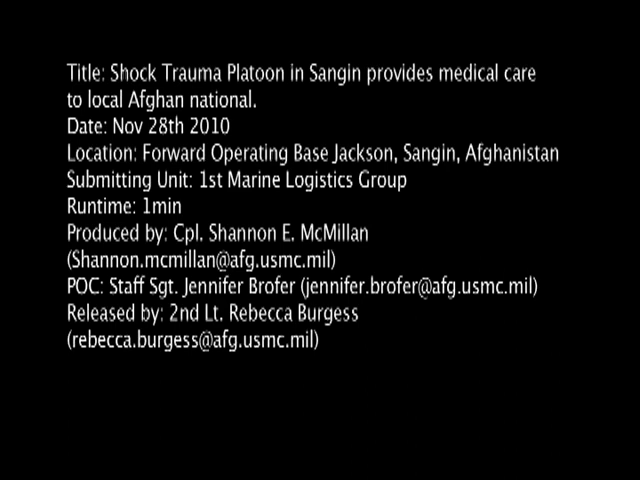 Title: Shock Trauma Platoon in Sangin provides medical care
to local Afghan national.
Date: Nov 28th 2010
Location: Forward Operating Base Jackson, Sangin, Afghanistan
Submitting Unit: 1st Marine Logistics Group
Runtime: 1min
Produced by: Cpl. Shannon E. McMillan
(Shannon.mcmillan@afg.usmc.mil)
POC: Staff Sgt. Jennifer Brofer (jennifer.brofer@afg.usmc.mil)
Released by: 2nd Lt. Rebecca Burgess
(rebecca.burgess@afg.usmc.mil)